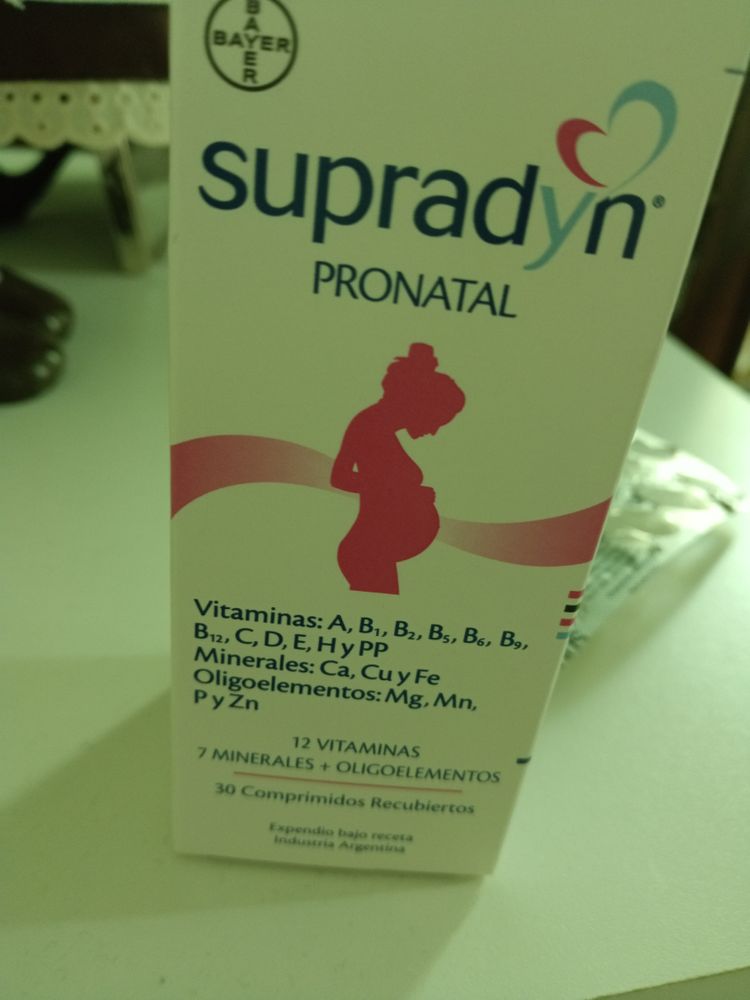 BAYER
BAYER
supradyn®
PRONATAL
Vitaminas: A, B₁, B₂, B₅, B₆, B₉,
B₁₂, C, D, E, H y PP
Minerales: Ca, Cu y Fe
Oligoelementos: Mg, Mn,
P y Zn
12 VITAMINAS
7 MINERALES + OLIGOELEMENTOS
30 Comprimidos Recubiertos
Expendio bajo receta
Industria Argentina